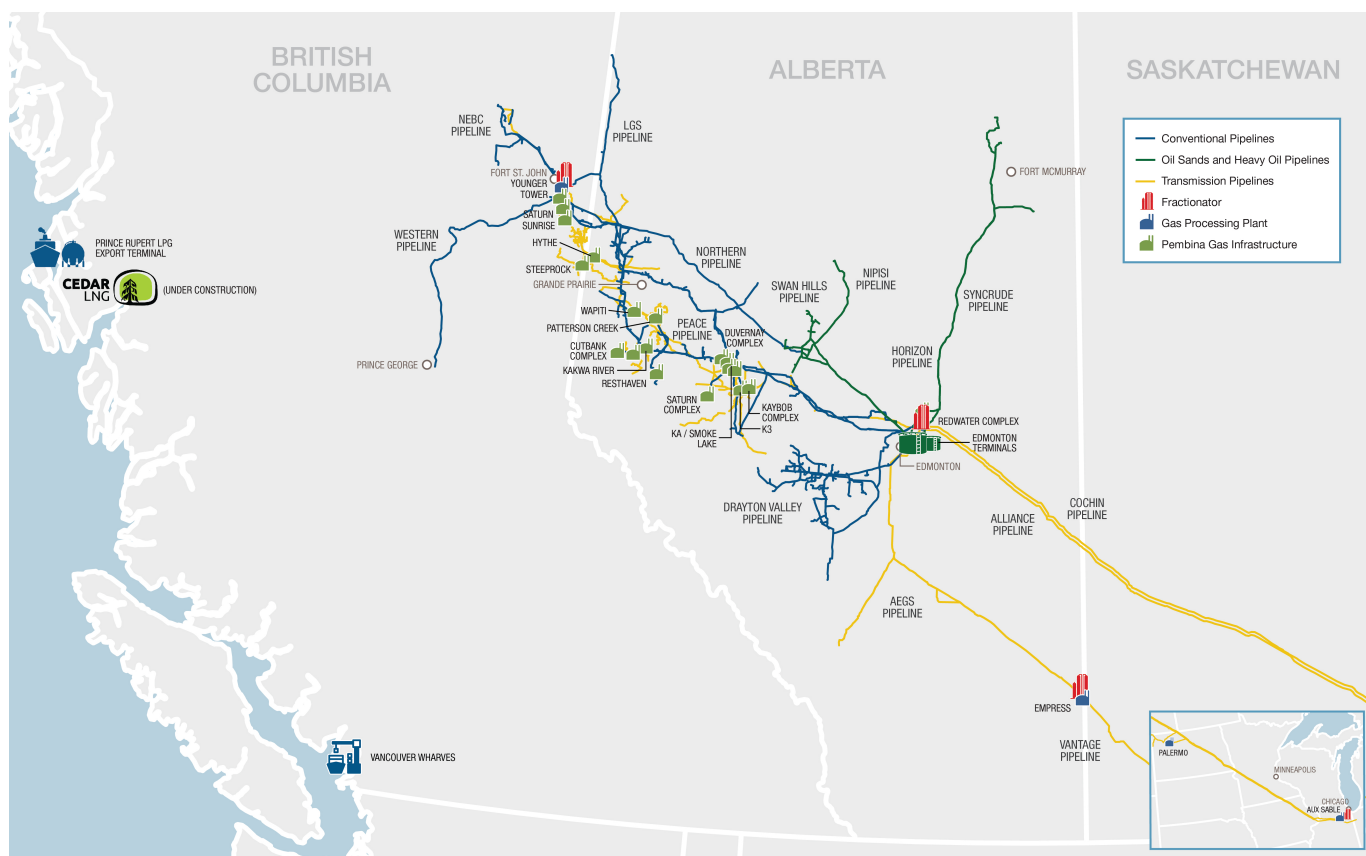 BRITISH
COLUMBIA
ALBERTA
SASKATCHEWAN
NEBC
PIPELINE
LGS
PIPELINE
Conventional Pipelines
Oil Sands and Heavy Oil Pipelines
Transmission Pipelines
Fractionator
Gas Processing Plant
Pembina Gas Infrastructure
FORT ST. JOHN
YOUNGER
TOWER
SATURN
SUNRISE
FORT MCMURRAY
WESTERN
PIPELINE
HYTHE
STEEPROCK
GRANDE PRAIRIE
NORTHERN
PIPELINE
PRINCE RUPERT LPG
EXPORT TERMINAL
CEDAR
LNG
(UNDER CONSTRUCTION)
SWAN HILLS
PIPELINE
NIPISI
PIPELINE
SYNCRUDE
PIPELINE
WAPITI
PATTERSON CREEK
PEACE
PIPELINE
DUVERNAY
COMPLEX
HORIZON
PIPELINE
CUTBANK
COMPLEX
KAKWA RIVER
RESTHAVEN
PRINCE GEORGE
SATURN
COMPLEX
KAYBOB
COMPLEX
K3
KA / SMOKE
LAKE
REDWATER COMPLEX
EDMONTON
TERMINALS
EDMONTON
DRAYTON VALLEY
PIPELINE
ALLIANCE
PIPELINE
COCHIN
PIPELINE
AEGS
PIPELINE
EMPRESS
VANTAGE
PIPELINE
VANCOUVER WHARVES
PALERMO
MINNEAPOLIS
CHICAGO
AUX SABLE